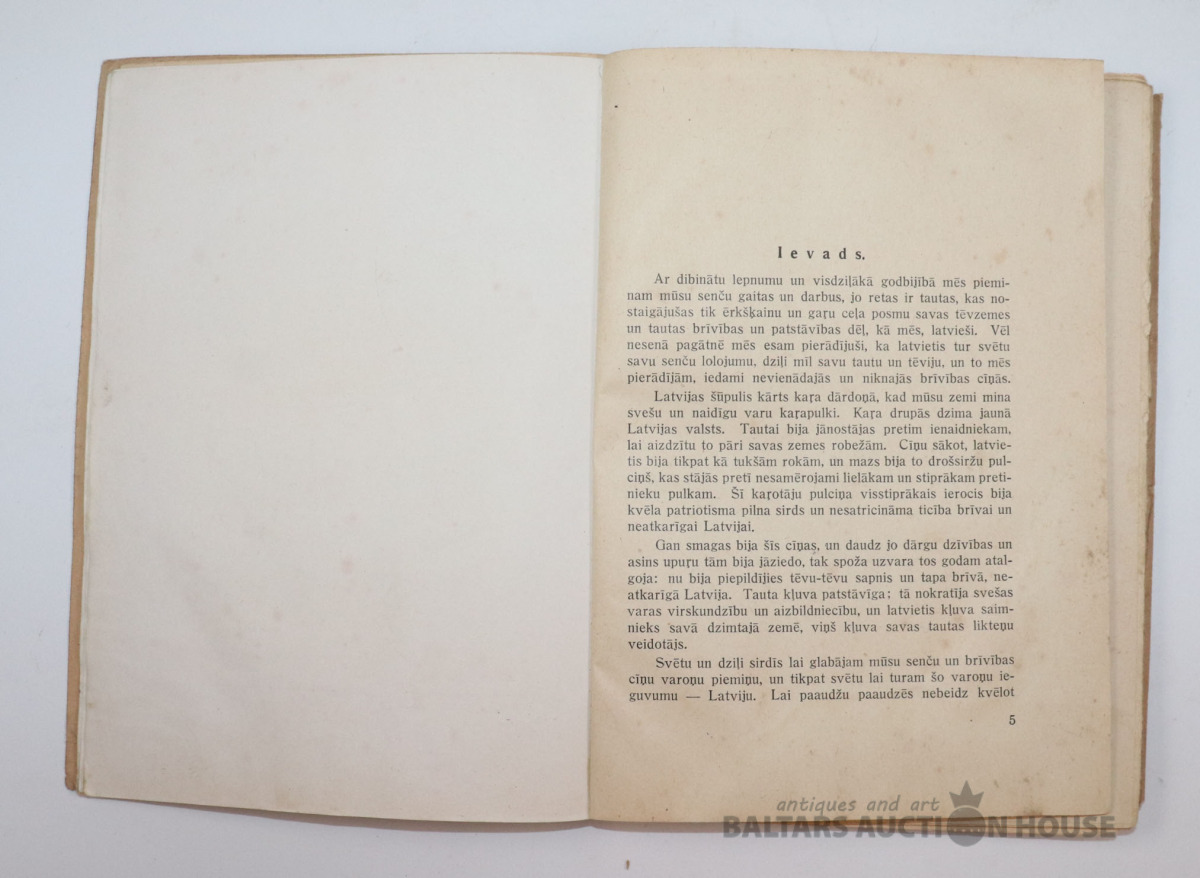 Ievads.
Ar dibinātu lepnumu un visdziļākā godbijībā mēs piemi-
nam mūsu senču gaitas un darbus, jo retas ir tautas, kas no-
staigājušas tik ērkšķainu un gaŗu ceļa posmu savas tēvzemes
un tautas brīvības un patstāvības dēļ, kā mēs, latvieši. Vēl
nesenā pagātnē mēs esam pierādījuši, ka latvietis tur svētu
savu senču lolojumu, dziļi mīl savu tautu un tēviju, un to mēs
pierādījām, iedami nevienādajās un niknajās brīvības cīņās.
Latvijas šūpulis kārts kaŗa dārdoņā, kad mūsu zemi mina
svešu un naidīgu varu kaŗapulki. Kaŗa drupās dzima jaunā
Latvijas valsts. Tautai bija jānostājas pretim ienaidniekam,
lai aizdzītu to pāri savas zemes robežām. Cīņu sākot, latvie-
tis bija tikpat kā tukšām rokām, un mazs bija to drošsiržu pul-
ciņš, kas stājās pretī nesamērojami lielākam un stiprākam preti-
nieku pulkam. Šī kaŗotāju pulciņa visstiprākais ierocis bija
kvēla patriotisma pilna sirds un nesatricināma ticība brīvai un
neatkarīgai Latvijai.
Gan smagas bija šīs cīņas, un daudz jo dārgu dzīvības un
asins upuŗu tām bija jāziedo, tak spoža uzvara tos godam atal-
goja: nu bija piepildījies tēvu-tēvu sapnis un tapa brīvā, ne-
atkarīgā Latvija. Tauta kļuva patstāvīga: tā nokratīja svešas
varas virskundzību un aizbildniecību, un latvietis kļuva saim-
nieks savā dzimtajā zemē, viņš kļuva savas tautas likteņu
veidotājs.
Svētu un dziļi sirdīs lai glabājam mūsu senču un brīvības
cīņu varoņu piemiņu, un tikpat svētu lai turam šo varoņu ie-
guvumu — Latviju. Lai paaudžu paaudzēs nebeidz kvēlot
5
antiques and art
BALTARS AUCTION HOUSE